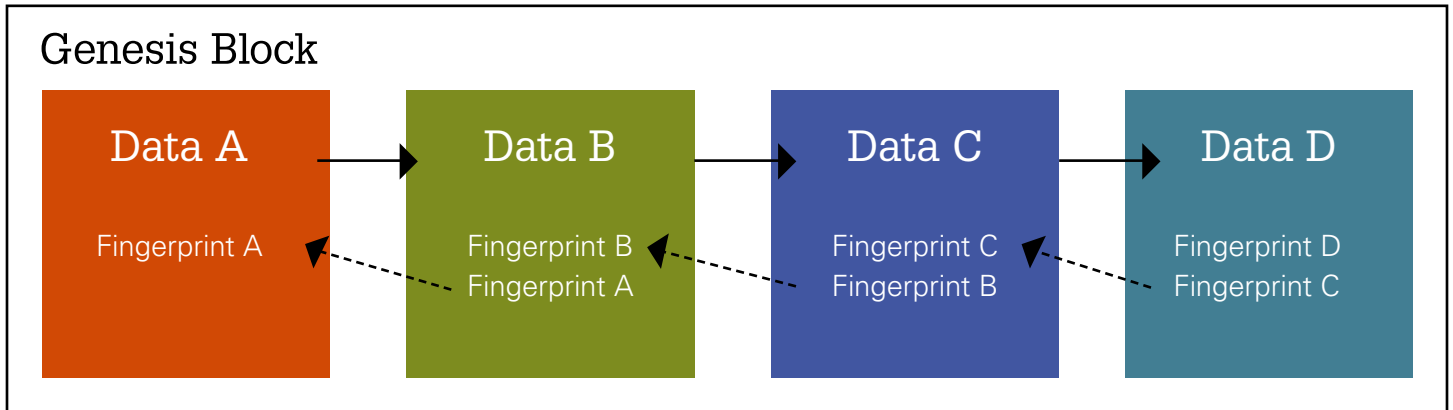 Genesis Block
Data A
Fingerprint A
Data B
Fingerprint B
Fingerprint A
Data C
Fingerprint C
Fingerprint B
Data D
Fingerprint D
Fingerprint C